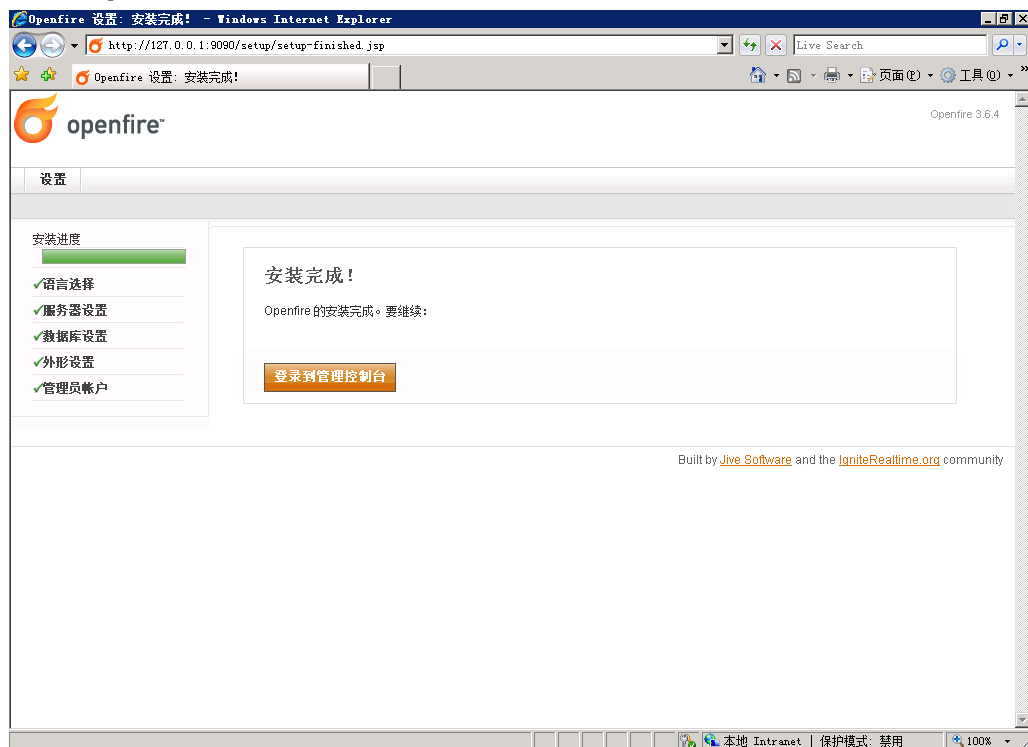 Openfire 设置: 安装完成! - Windows Internet Explorer
http://127.0.0.1:9090/setup/setup-finished.jsp
Live Search
Openfire 设置: 安装完成!
页面(P)
工具(O)
»
openfire™
Openfire 3.6.4
设置
安装进度
✓语言选择
✓服务器设置
✓数据库设置
✓外形设置
✓管理员帐户
安装完成!
Openfire 的安装完成。要继续:
登录到管理控制台
Built by Jive Software and the IgniteRealtime.org community
本地 Intranet | 保护模式: 禁用
100%